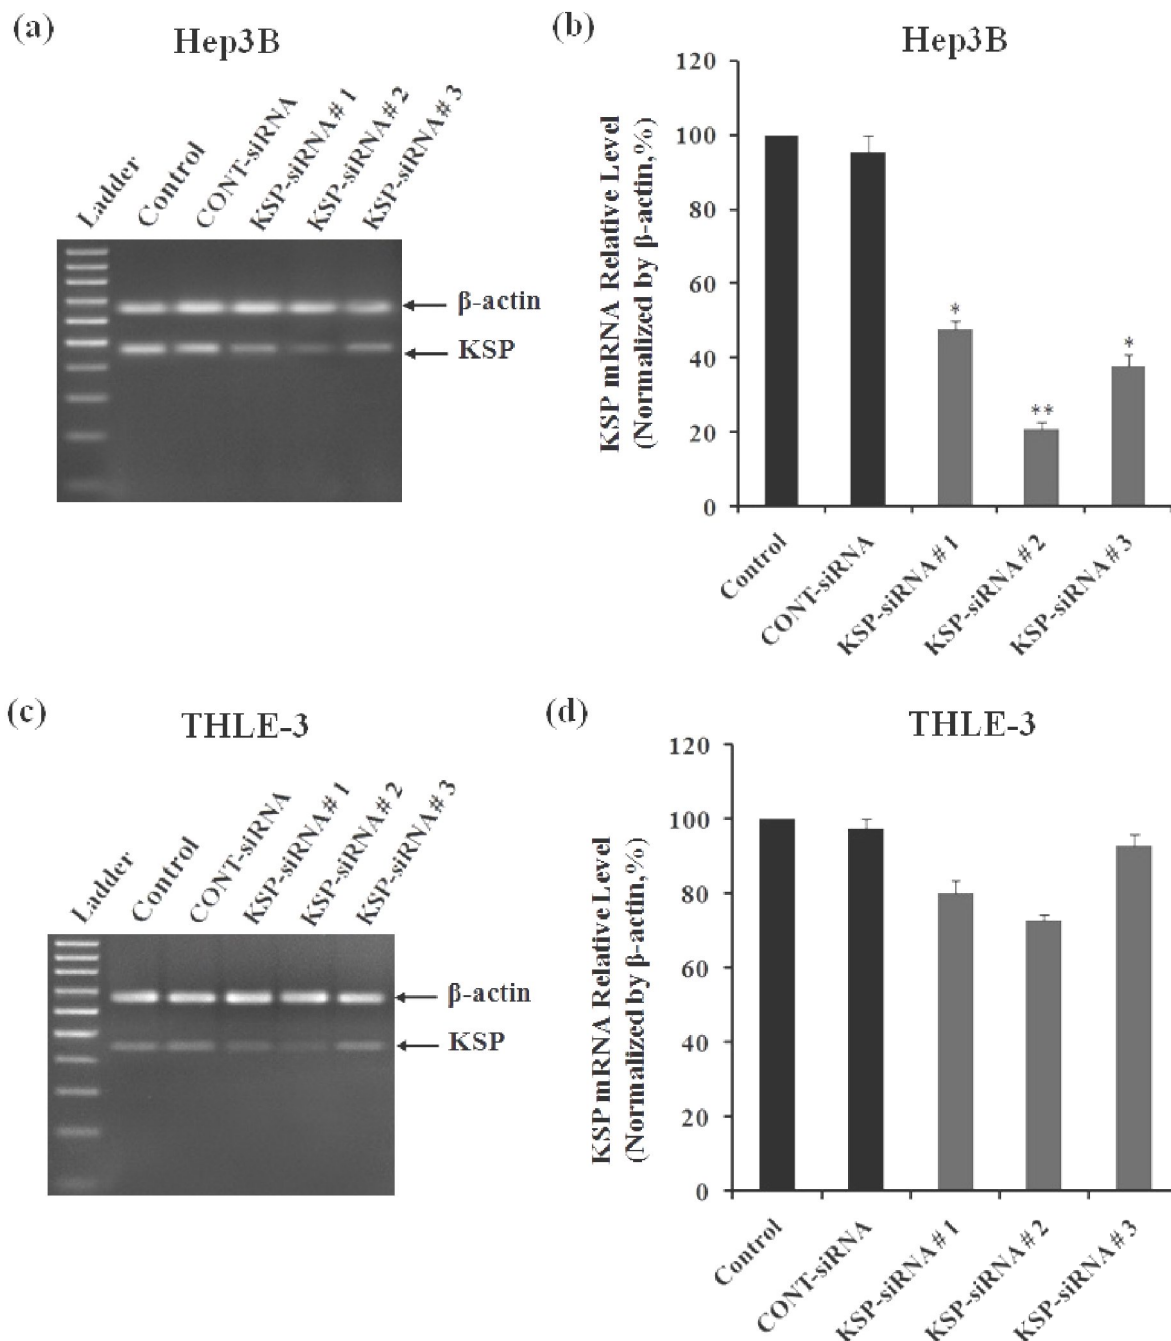 (a)
Hep3B
Ladder
Control
CONT-siRNA
KSP-siRNA# 1
KSP-siRNA# 2
KSP-siRNA# 3
β-actin
KSP
(b)
Hep3B
KSP mRNA Relative Level
(Normalized by β-actin,%)
120
100
80
60
40
20
0
*
**
*
Control
CONT-siRNA
KSP-siRNA# 1
KSP-siRNA# 2
KSP-siRNA# 3
(c)
THLE-3
Ladder
Control
CONT-siRNA
KSP-siRNA# 1
KSP-siRNA# 2
KSP-siRNA# 3
β-actin
KSP
(d)
THLE-3
KSP mRNA Relative Level
(Normalized by β-actin,%)
120
100
80
60
40
20
0
Control
CONT-siRNA
KSP-siRNA# 1
KSP-siRNA# 2
KSP-siRNA# 3